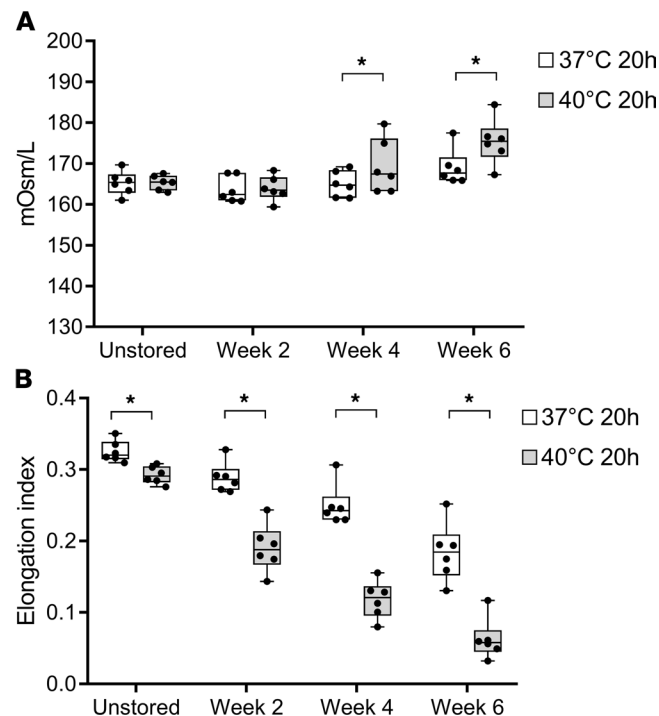 A
200
190
180
170
160
150
140
130
mOsm/L
*
*
37°C 20h
40°C 20h
Unstored Week 2 Week 4 Week 6
B
0.4
0.3
0.2
0.1
0.0
Elongation index
*
*
*
*
37°C 20h
40°C 20h
Unstored Week 2 Week 4 Week 6